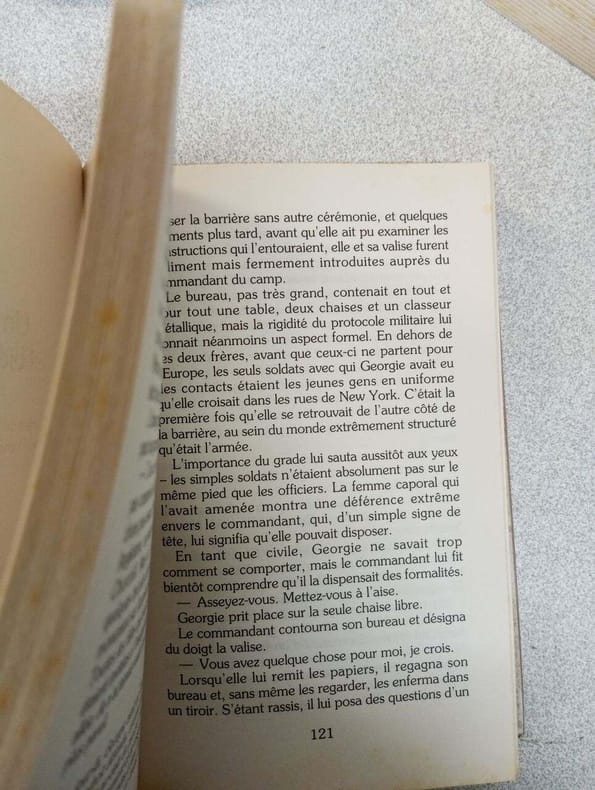 ser la barrière sans autre cérémonie, et quelques
ments plus tard, avant qu'elle ait pu examiner les
nstructions qui l'entouraient, elle et sa valise furent
liment mais fermement introduites auprès du
mmandant du camp.
Le bureau, pas très grand, contenait en tout et
our tout une table, deux chaises et un classeur
étallique, mais la rigidité du protocole militaire lui
onnait néanmoins un aspect formel. En dehors de
es deux frères, avant que ceux-ci ne partent pour
Europe, les seuls soldats avec qui Georgie avait eu
es contacts étaient les jeunes gens en uniforme
qu'elle croisait dans les rues de New York. C'était la
première fois qu'elle se retrouvait de l'autre côté de
la barrière, au sein du monde extrêmement structuré
qu'était l'armée.
L'importance du grade lui sauta aussitôt aux yeux
– les simples soldats n'étaient absolument pas sur le
même pied que les officiers. La femme caporal qui
l'avait amenée montra une déférence extrême
envers le commandant, qui, d'un simple signe de
tête, lui signifia qu'elle pouvait disposer.
En tant que civile, Georgie ne savait trop
comment se comporter, mais le commandant lui fit
bientôt comprendre qu'il la dispensait des formalités.
— Asseyez-vous. Mettez-vous à l'aise.
Georgie prit place sur la seule chaise libre.
Le commandant contourna son bureau et désigna
du doigt la valise.
— Vous avez quelque chose pour moi, je crois.
Lorsqu'elle lui remit les papiers, il regagna son
bureau et, sans même les regarder, les enferma dans
un tiroir. S'étant rassis, il lui posa des questions d'un
121